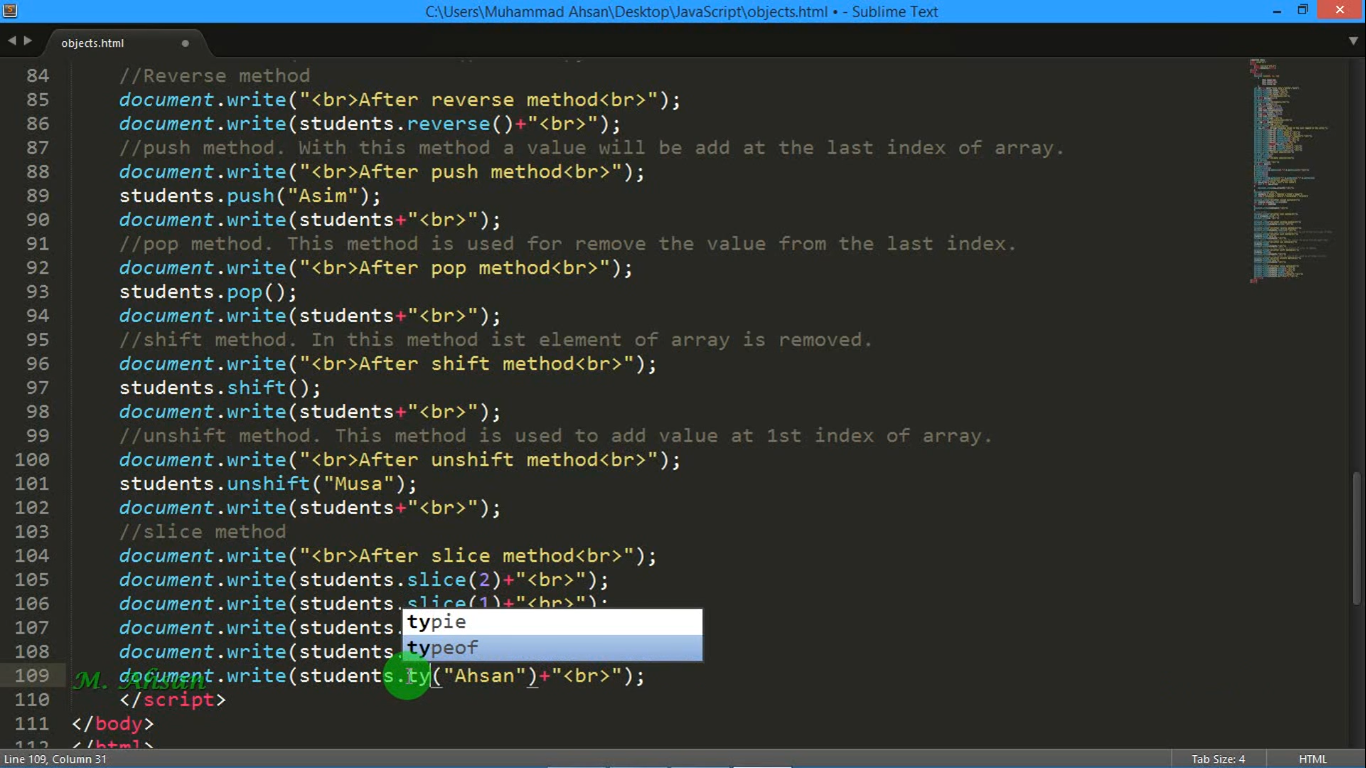 C:\Users\Muhammad Ahsan\Desktop\JavaScript\objects.html • - Sublime Text
objects.html
84 //Reverse method
85 document.write("<br>After reverse method<br>");
86 document.write(students.reverse()+"<br>");
87 //push method. With this method a value will be add at the last index of array.
88 document.write("<br>After push method<br>");
89 students.push("Asim");
90 document.write(students+"<br>");
91 //pop method. This method is used for remove the value from the last index.
92 document.write("<br>After pop method<br>");
93 students.pop();
94 document.write(students+"<br>");
95 //shift method. In this method ist element of array is removed.
96 document.write("<br>After shift method<br>");
97 students.shift();
98 document.write(students+"<br>");
99 //unshift method. This method is used to add value at 1st index of array.
100 document.write("<br>After unshift method<br>");
101 students.unshift("Musa");
102 document.write(students+"<br>");
103 //slice method
104 document.write("<br>After slice method<br>");
105 document.write(students.slice(2)+"<br>");
106 document.write(students.slice(1)+"<br>");
107 document.write(students.
typie
108 document.write(students.
typeof
109 document.write(students.ty("Ahsan")+"<br>");
M. Ahsan
110 </script>
111 </body>
112 </html>
Line 109, Column 31
Tab Size: 4
HTML